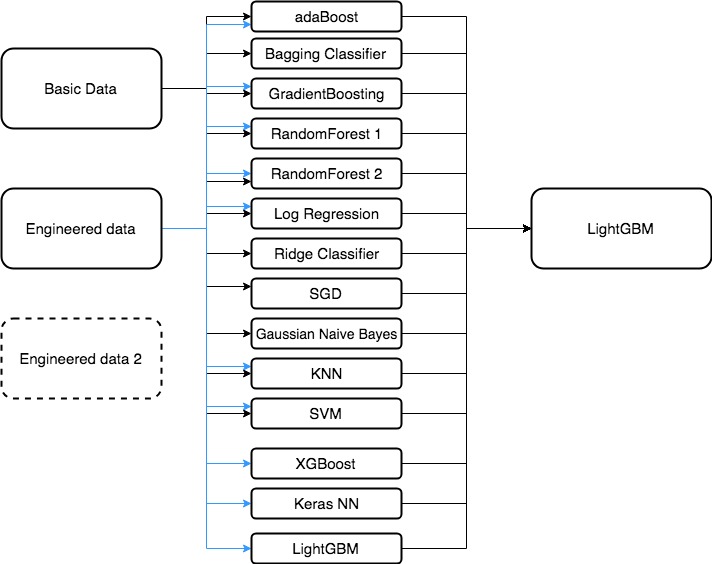 Basic Data
Engineered data
Engineered data 2
adaBoost
Bagging Classifier
GradientBoosting
RandomForest 1
RandomForest 2
Log Regression
Ridge Classifier
SGD
Gaussian Naive Bayes
KNN
SVM
XGBoost
Keras NN
LightGBM
LightGBM